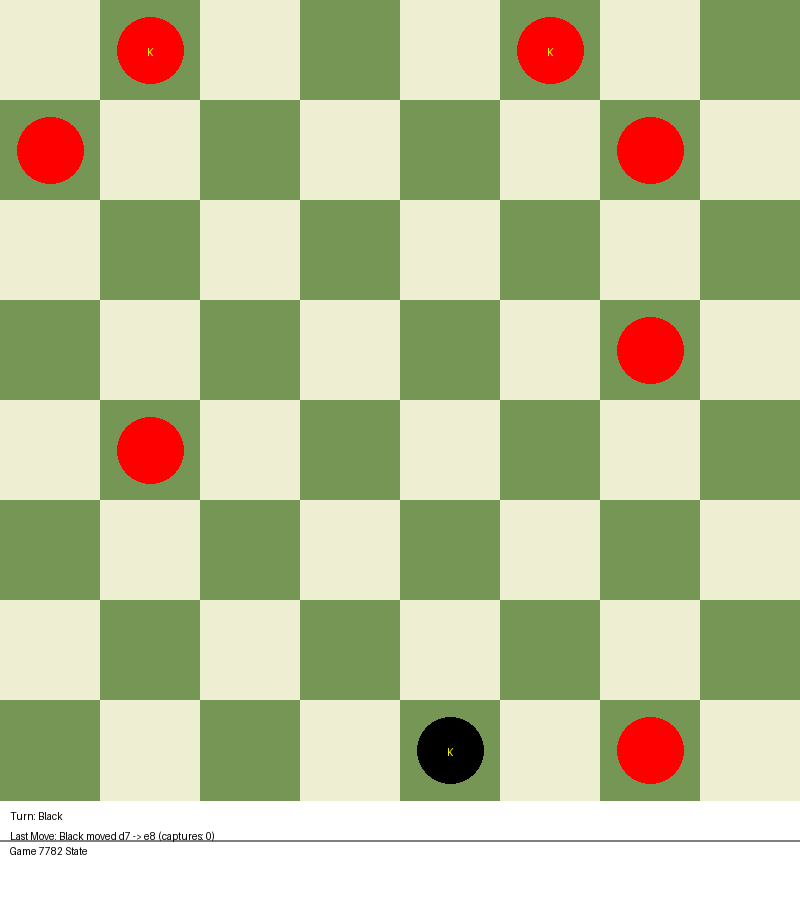 K K
K
Turn: Black
Last Move: Black moved d7 -> e8 (captures: 0)
Game 7782 State